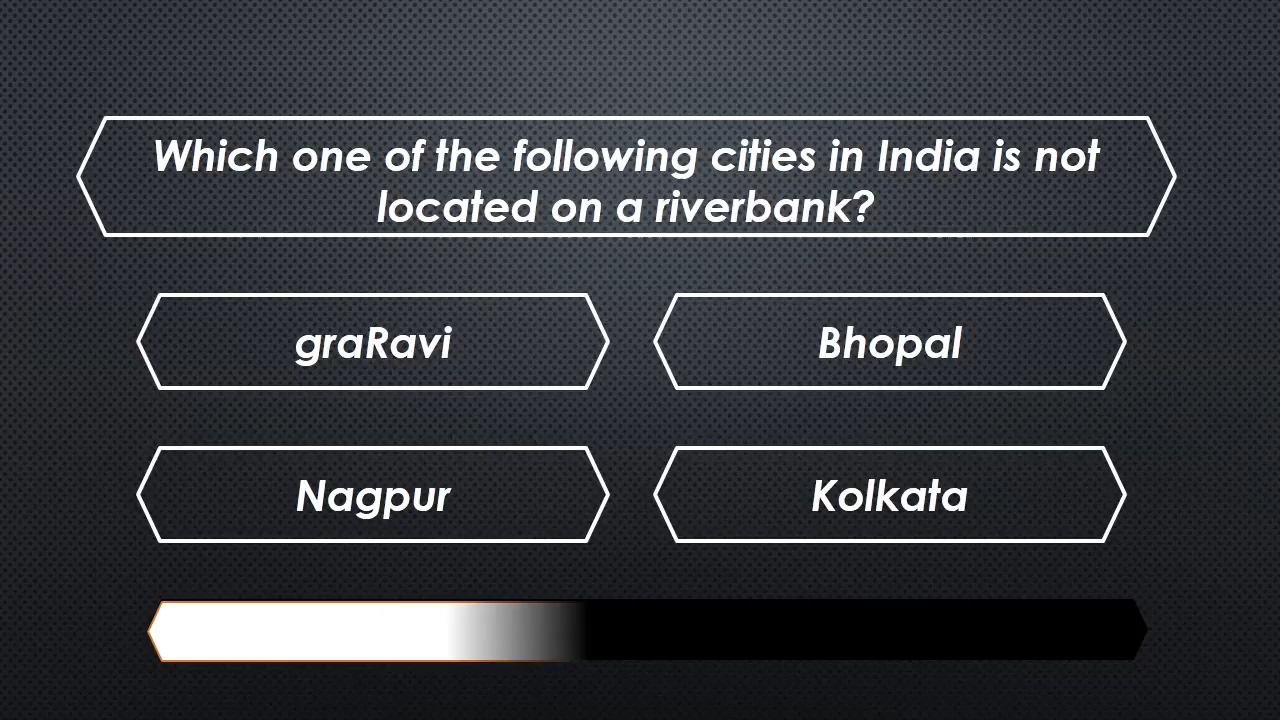 Which one of the following cities in India is not
located on a riverbank?
graRavi
Bhopal
Nagpur
Kolkata